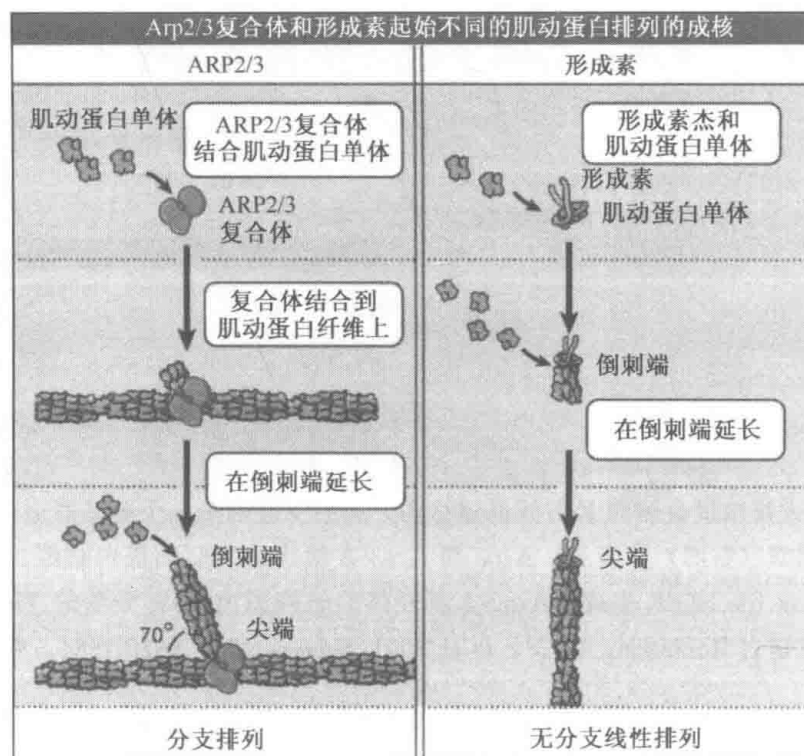 Arp2/3复合体和形成素起始不同的肌动蛋白排列的成核
ARP2/3
形成素
肌动蛋白单体
ARP2/3复合体
结合肌动蛋白单体
ARP2/3
复合体
复合体结合到
肌动蛋白纤维上
在倒刺端延长
倒刺端
70°
尖端
分支排列
形成素杰和
肌动蛋白单体
形成素
肌动蛋白单体
倒刺端
在倒刺端延长
尖端
无分支线性排列